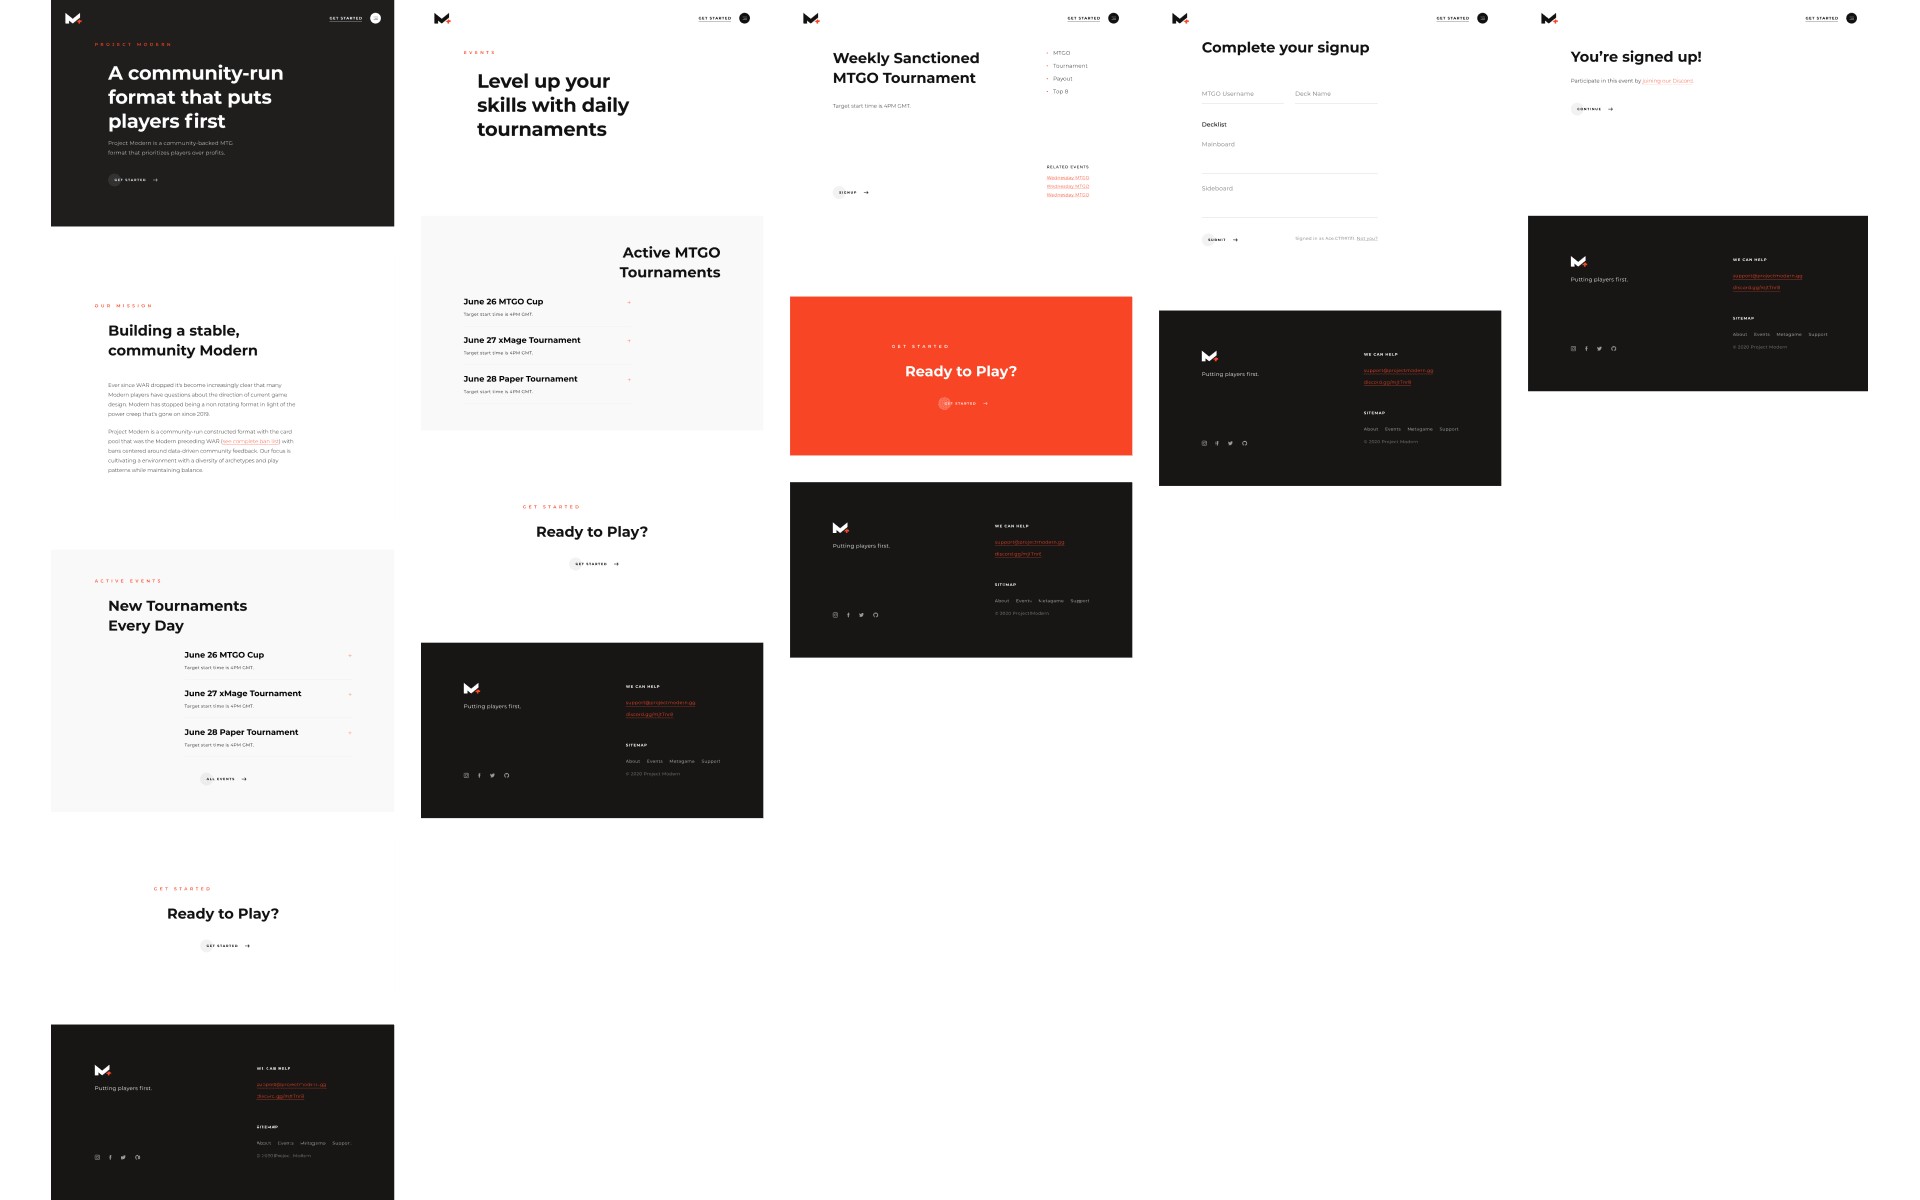 GET STARTED
PROJECT MODERN
A community-run
format that puts
players first
Project Modern is a community-backed MTG
format that prioritizes players over profits.
GET STARTED
OUR MISSION
Building a stable,
community Modern
Ever since WAR dropped it's become increasingly clear that many
Modern players have questions about the direction of current game
design. Modern has stopped being a non rotating format in light of the
power creep that's gone on since 2019.
Project Modern is a community-run constructed format with the card
pool that was the Modern preceding WAR (see complete ban list) with
bans centered around data-driven community feedback. Our focus is
cultivating a environment with a diversity of archetypes and play
patterns while maintaining balance.
ACTIVE EVENTS
New Tournaments
Every Day
June 26 MTGO Cup
Target start time is 4PM GMT.
June 27 xMage Tournament
Target start time is 4PM GMT.
June 28 Paper Tournament
Target start time is 4PM GMT.
ALL EVENTS
GET STARTED
Ready to Play?
GET STARTED
Putting players first.
WE CAN HELP
support@projectmodern.gg
SITEMAP
About Events Metagame Support
© 2020 Project Modern
GET STARTED
EVENTS
Level up your
skills with daily
tournaments
Active MTGO
Tournaments
June 26 MTGO Cup
Target start time is 4PM GMT.
June 27 xMage Tournament
Target start time is 4PM GMT.
June 28 Paper Tournament
Target start time is 4PM GMT.
GET STARTED
Ready to Play?
GET STARTED
Putting players first.
WE CAN HELP
support@projectmodern.gg
SITEMAP
About Events Metagame Support
© 2020 Project Modern
GET STARTED
Weekly Sanctioned
MTGO Tournament
Target start time is 4PM GMT.
SIGNUP
MTGO
Tournament
Payout
Top 8
RELATED EVENTS
Wednesday MTGO
Wednesday MTGO
Wednesday MTGO
GET STARTED
Ready to Play?
GET STARTED
Putting players first.
WE CAN HELP
support@projectmodern.gg
SITEMAP
About Events Metagame Support
© 2020 Project Modern
GET STARTED
Complete your signup
MTGO Username Deck Name
Decklist
Mainboard
Sideboard
SUBMIT
Signed in as Not you?
Putting players first.
WE CAN HELP
support@projectmodern.gg
SITEMAP
About Events Metagame Support
© 2020 Project Modern
GET STARTED
You're signed up!
Participate in this event by joining our Discord.
CONTINUE
Putting players first.
WE CAN HELP
support@projectmodern.gg
SITEMAP
About Events Metagame Support
© 2020 Project Modern